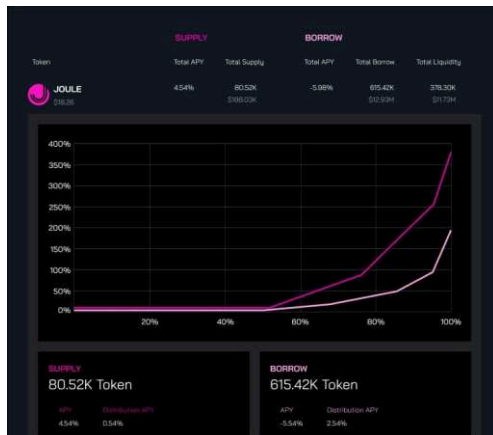 SUPPLY BORROW
Token Total APY Total Supply Total APY Total Borrow Total Liquidity
JOULE 4.54% 80.52K -5.98% 615.42K 378.30K
$18.26 $198.03K $12.93M $11.73M
400%
350%
300%
250%
200%
150%
100%
50%
0%
20% 40% 60% 80% 100%
SUPPLY
80.52K Token
APY Distribution APY
4.54% 0.54%
BORROW
615.42K Token
APY Distribution APY
-5.54% 2.54%